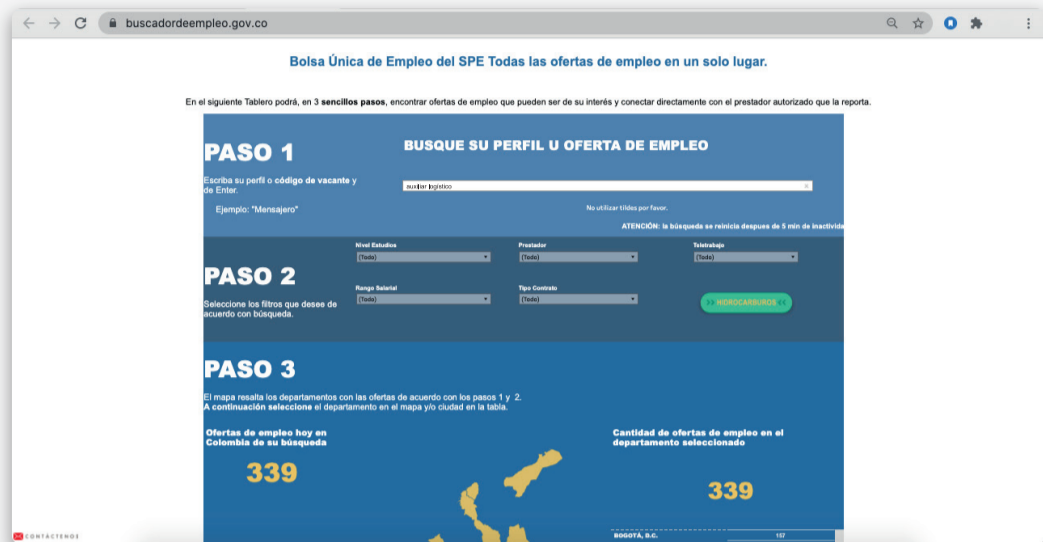 buscadordeempleo.gov.co
Bolsa Única de Empleo del SPE Todas las ofertas de empleo en un solo lugar.
En el siguiente Tablero podrá, en 3 sencillos pasos, encontrar ofertas de empleo que pueden ser de su interés y conectar directamente con el prestador autorizado que la reporta.
PASO 1
BUSQUE SU PERFIL U OFERTA DE EMPLEO
Escriba su perfil o código de vacante y
de Enter.
auxiliar logistico
Ejemplo: "Mensajero"
No utilizar tildes por favor.
ATENCIÓN: la búsqueda se reinicia despues de 5 min de inactivida
PASO 2
Seleccione los filtros que desee de
acuerdo con búsqueda.
Nivel Estudios
(Todo)
Prestador
(Todo)
Teletrabajo
(Todo)
Rango Salarial
(Todo)
Tipo Contrato
(Todo)
>> HIDROCARBUROS <<
PASO 3
El mapa resalta los departamentos con las ofertas de acuerdo con los pasos 1 y 2.
A continuación seleccione el departamento en el mapa y/o ciudad en la tabla.
Ofertas de empleo hoy en
Colombia de su búsqueda
339
Cantidad de ofertas de empleo en el
departamento seleccionado
339
BOGOTÁ, D.C. 157
CONTÁCTENOS